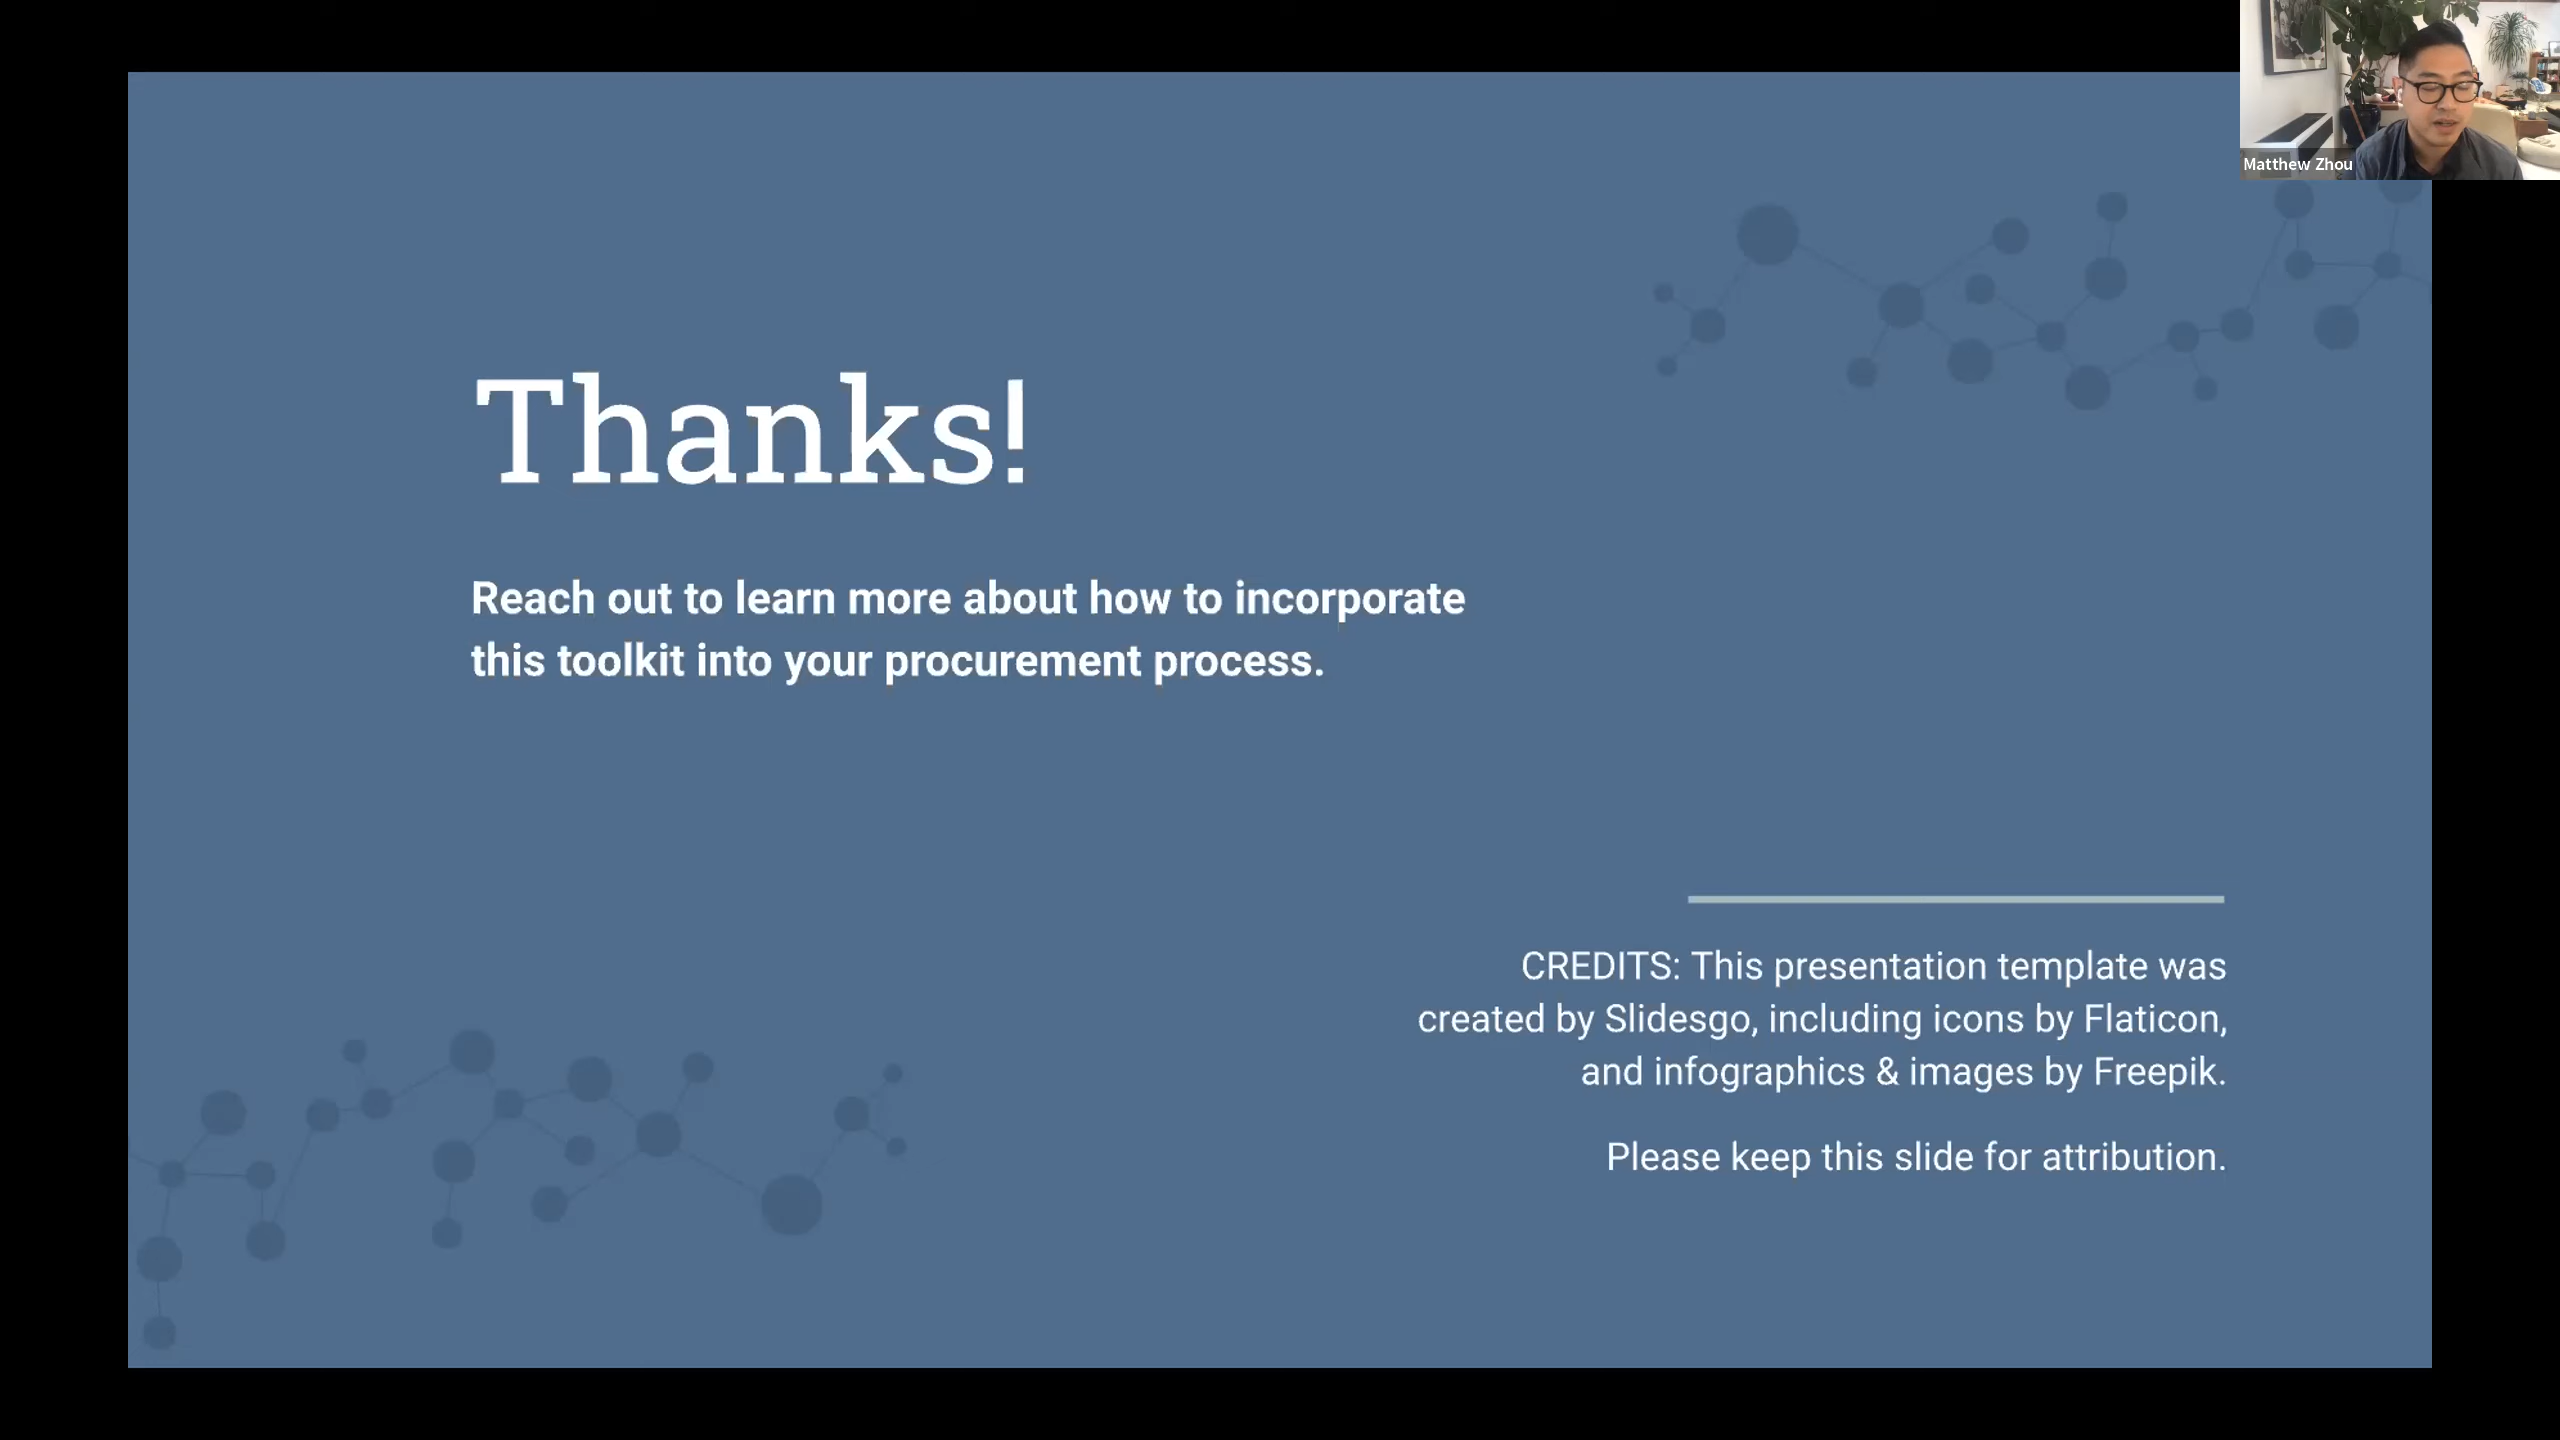 Matthew Zhou
Thanks!
Reach out to learn more about how to incorporate
this toolkit into your procurement process.
CREDITS: This presentation template was
created by Slidesgo, including icons by Flaticon,
and infographics & images by Freepik.
Please keep this slide for attribution.